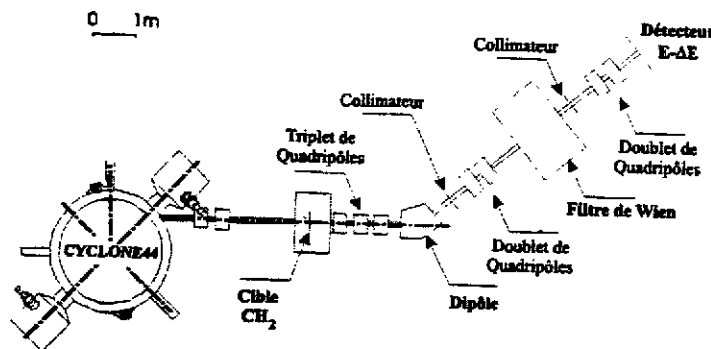 0 1m
Détecteur
E-ΔE
Collimateur
Collimateur
Triplet de
Quadripôles
Doublet de
Quadripôles
Filtre de Wien
CYCLONE44
Doublet de
Quadripôles
Cible
CH₂
Dipôle